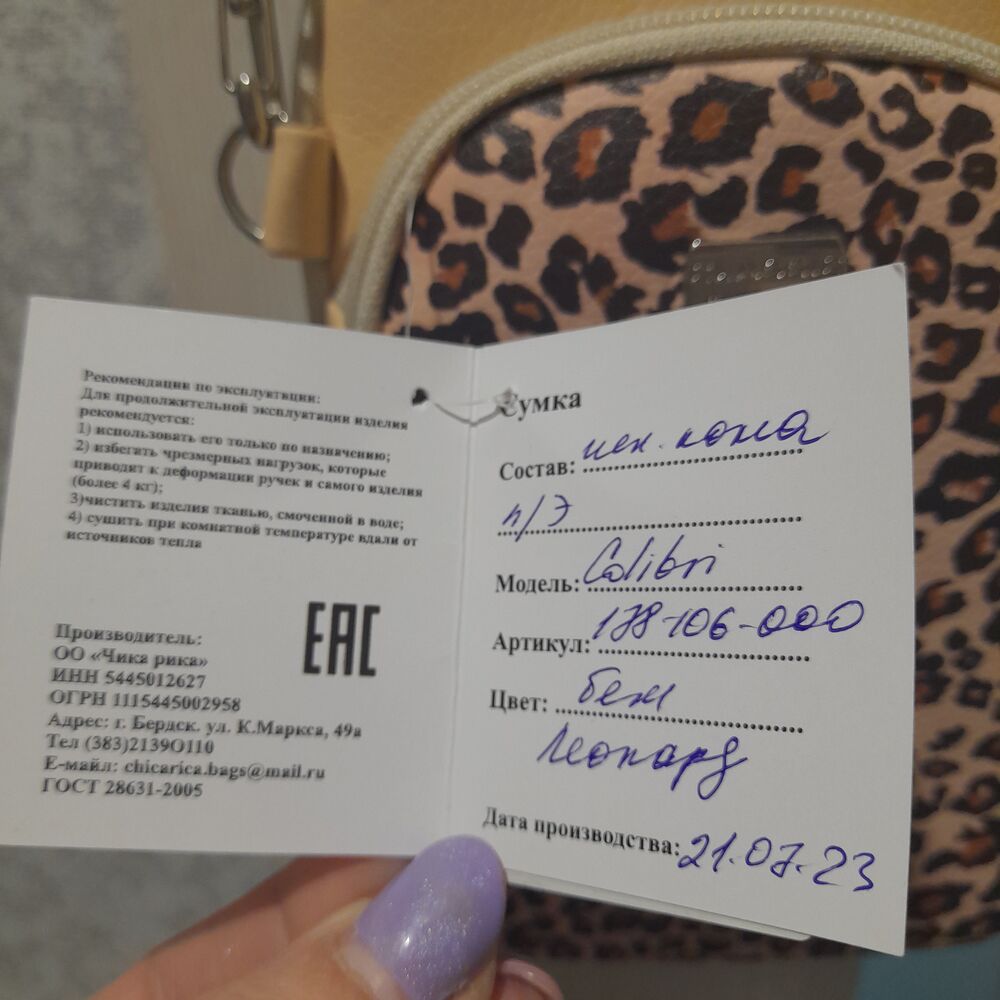 Рекомендации по эксплуатации:
Для продолжительной эксплуатации изделия
рекомендуется:
1) использовать его только по назначению;
2) избегать чрезмерных нагрузок, которые
приводят к деформации ручек и самого изделия
(более 4 кг);
3)чистить изделия тканью, смоченной в воде;
4) сушить при комнатной температуре вдали от
источников тепла
Производитель:
ОО «Чика рика»
ИНН 5445012627
ОГРН 1115445002958
Адрес: г. Бердск. ул. К.Маркса, 49а
Тел (383)2139О110
Е-майл: chicarica.bags@mail.ru
ГОСТ 28631-2005
EAC
Сумка
Состав: иск. кожа
п/э
Модель: Colibri
Артикул: 178-106-000
Цвет: беж
леопард
Дата производства: 21.07.23